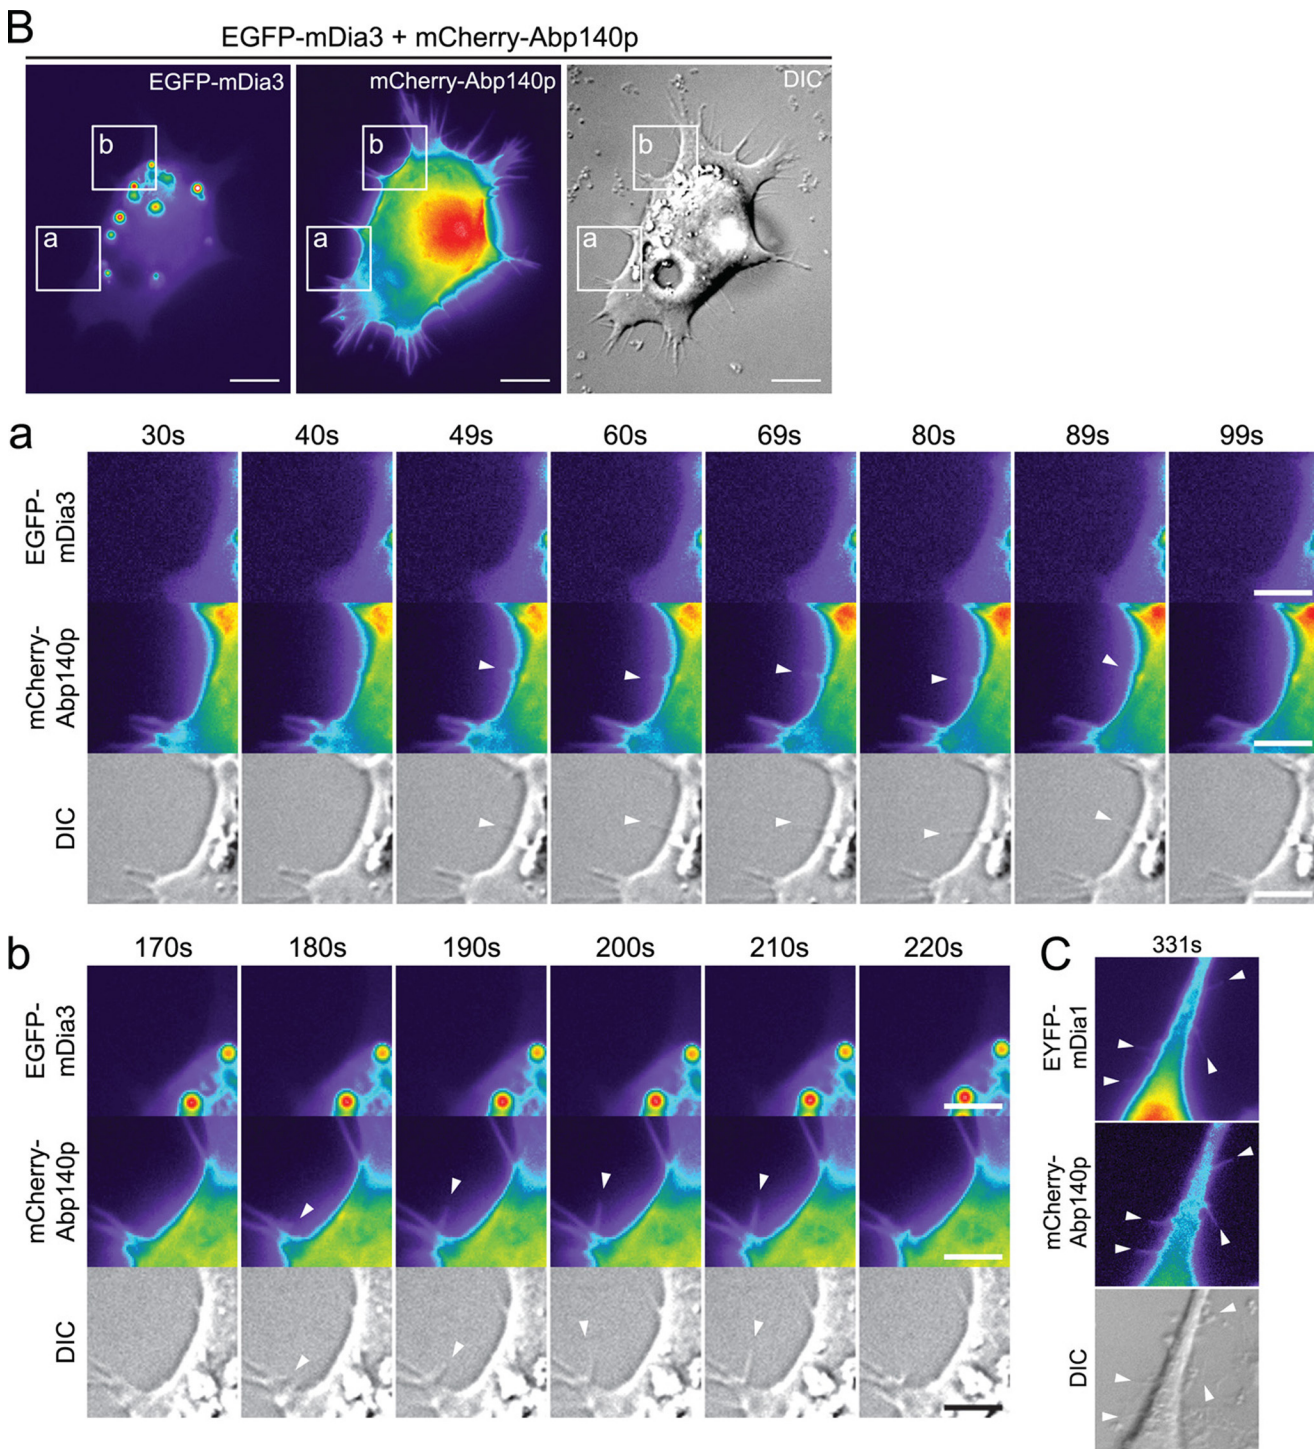 B
EGFP-mDia3 + mCherry-Abp140p
EGFP-mDia3
mCherry-Abp140p
DIC
b
b
b
a
a
a
a
30s 40s 49s 60s 69s 80s 89s 99s
EGFP-
mDia3
mCherry-
Abp140p
DIC
b
170s 180s 190s 200s 210s 220s
EGFP-
mDia3
mCherry-
Abp140p
DIC
C
331s
EYFP-
mDia1
mCherry-
Abp140p
DIC